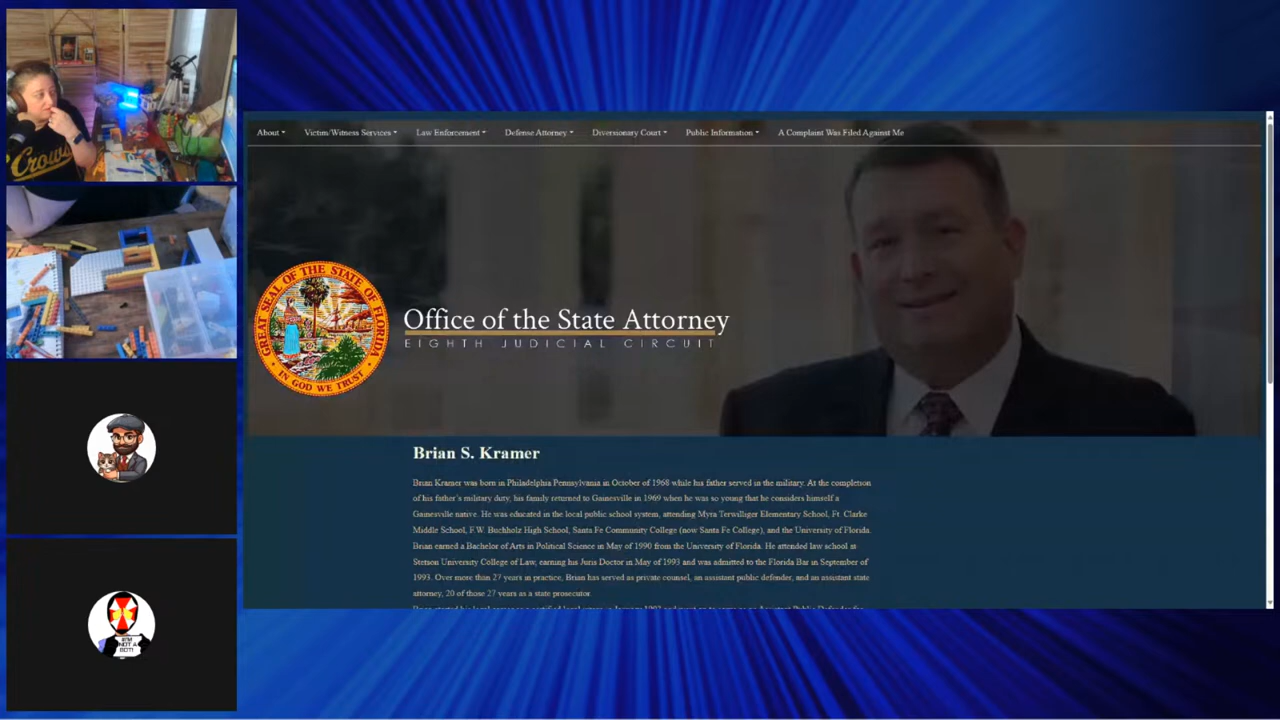 Crows
I'M
NOT A
BOT!
About
Victim/Witness Services
Law Enforcement
Defense Attorney
Diversionary Court
Public Information
A Complaint Was Filed Against Me
GREAT SEAL OF THE STATE OF FLORIDA
IN GOD WE TRUST
Office of the State Attorney
EIGHTH JUDICIAL CIRCUIT
Brian S. Kramer
Brian Kramer was born in Philadelphia Pennsylvania in October of 1968 while his father served in the military. At the completion
of his father's military duty, his family returned to Gainesville in 1969 when he was so young that he considers himself a
Gainesville native. He was educated in the local public school system, attending Myra Terwilliger Elementary School, Ft. Clarke
Middle School, F.W. Buchholz High School, Santa Fe Community College (now Santa Fe College), and the University of Florida.
Brian earned a Bachelor of Arts in Political Science in May of 1990 from the University of Florida. He attended law school at
Stetson University College of Law, earning his Juris Doctor in May of 1993 and was admitted to the Florida Bar in September of
1993. Over more than 27 years in practice, Brian has served as private counsel, an assistant public defender, and an assistant state
attorney, 20 of those 27 years as a state prosecutor.